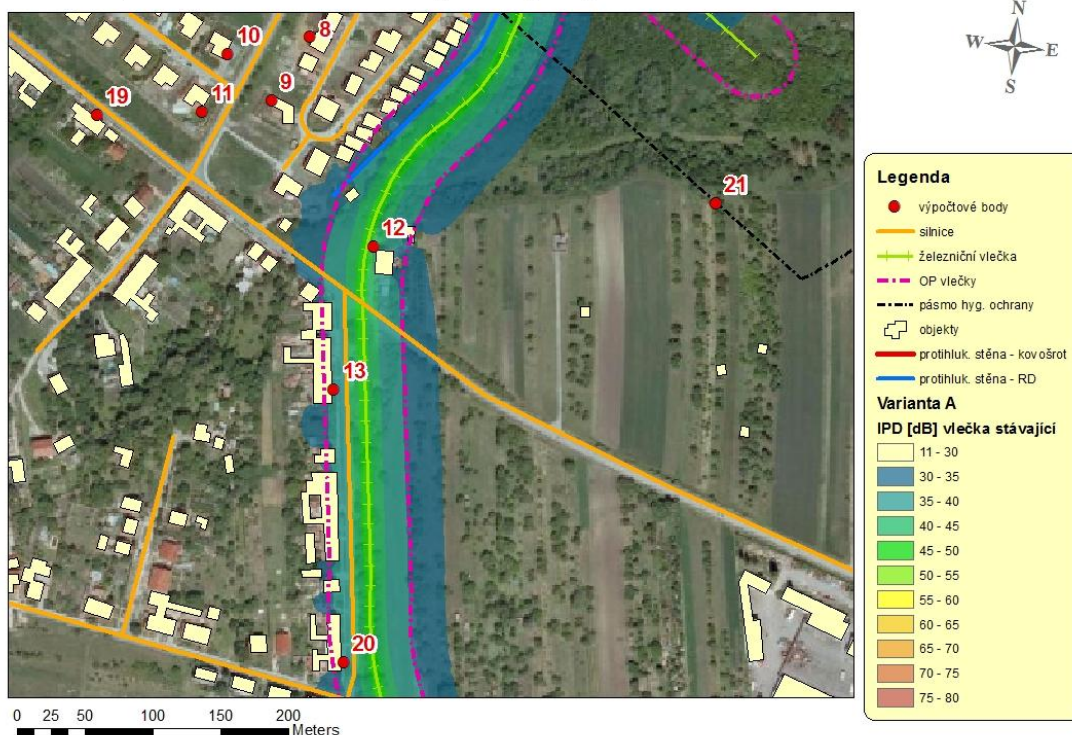 8
10
9
11
19
12
21
13
20
N
W
E
S
Legenda
výpočtové body
silnice
železniční vlečka
OP vlečky
pásmo hyg. ochrany
objekty
protihluk. stěna - kovošrot
protihluk. stěna - RD
Varianta A
IPD [dB] vlečka stávající
11 - 30
30 - 35
35 - 40
40 - 45
45 - 50
50 - 55
55 - 60
60 - 65
65 - 70
70 - 75
75 - 80
0 25 50 100 150 200
Meters